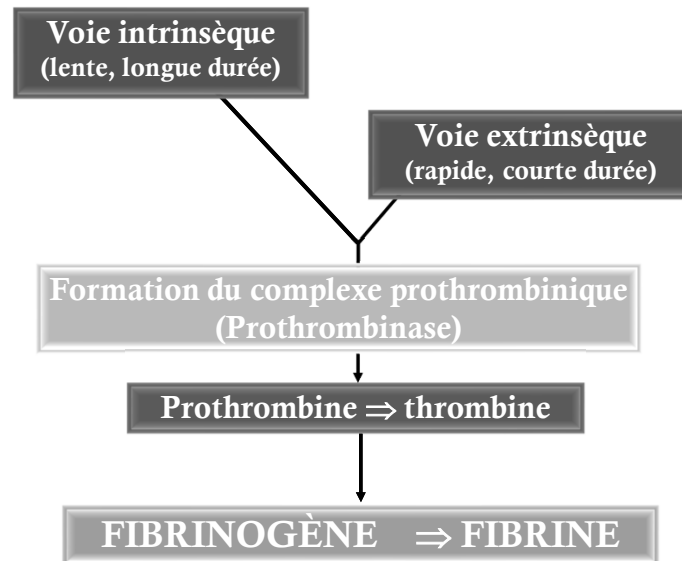 Voie intrinsèque
(lente, longue durée)
Voie extrinsèque
(rapide, courte durée)
Formation du complexe prothrombinique
(Prothrombinase)
Prothrombine ⇒ thrombine
FIBRINOGÈNE ⇒ FIBRINE